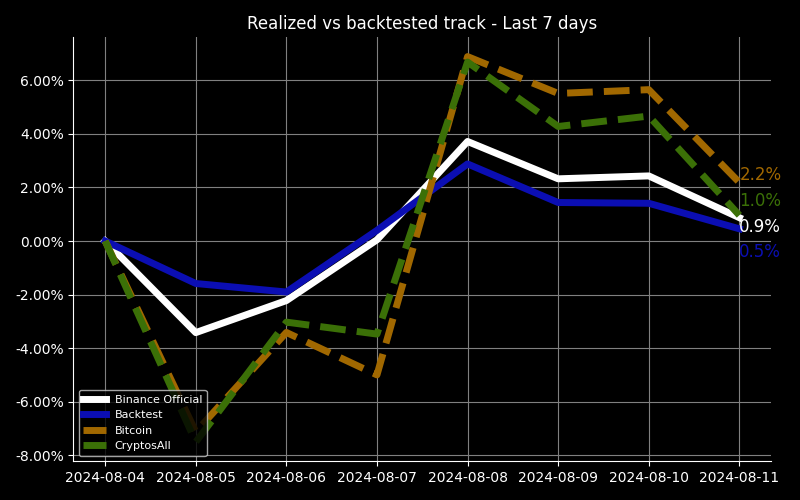 Realized vs backtested track - Last 7 days
6.00%
4.00%
2.00%
0.00%
-2.00%
-4.00%
-6.00%
-8.00%
2.2%
1.0%
0.9%
0.5%
Binance Official
Backtest
Bitcoin
CryptosAll
2024-08-04 2024-08-05 2024-08-06 2024-08-07 2024-08-08 2024-08-09 2024-08-10 2024-08-11